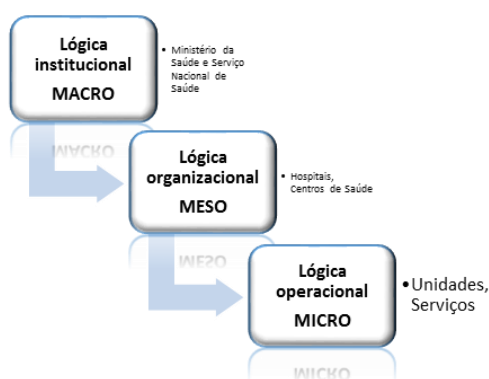 Lógica
institucional
MACRO
• Ministério da
Saúde e Serviço
Nacional de
Saúde
Lógica
organizacional
MESO
• Hospitais,
Centros de Saúde
Lógica
operacional
MICRO
• Unidades,
Serviços